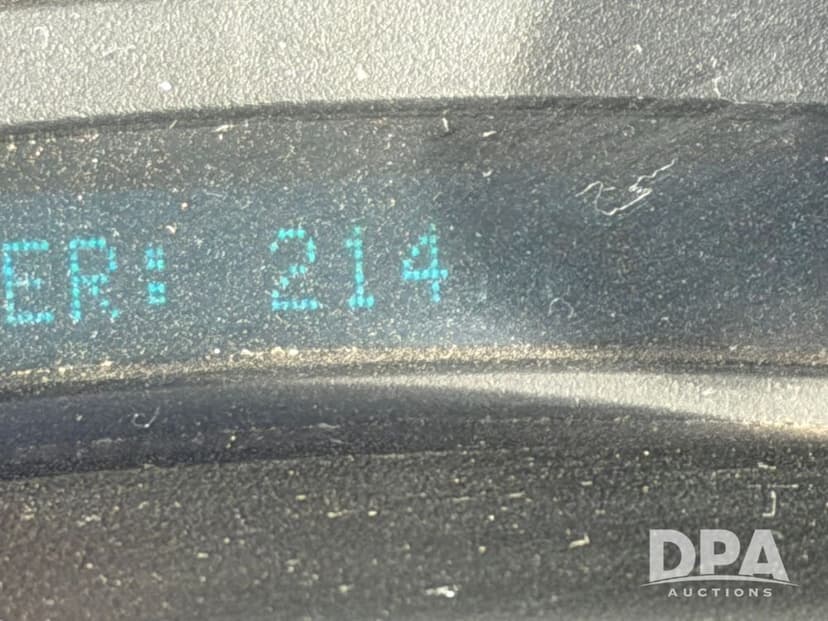 ER: 214
DPA
AUCTIONS